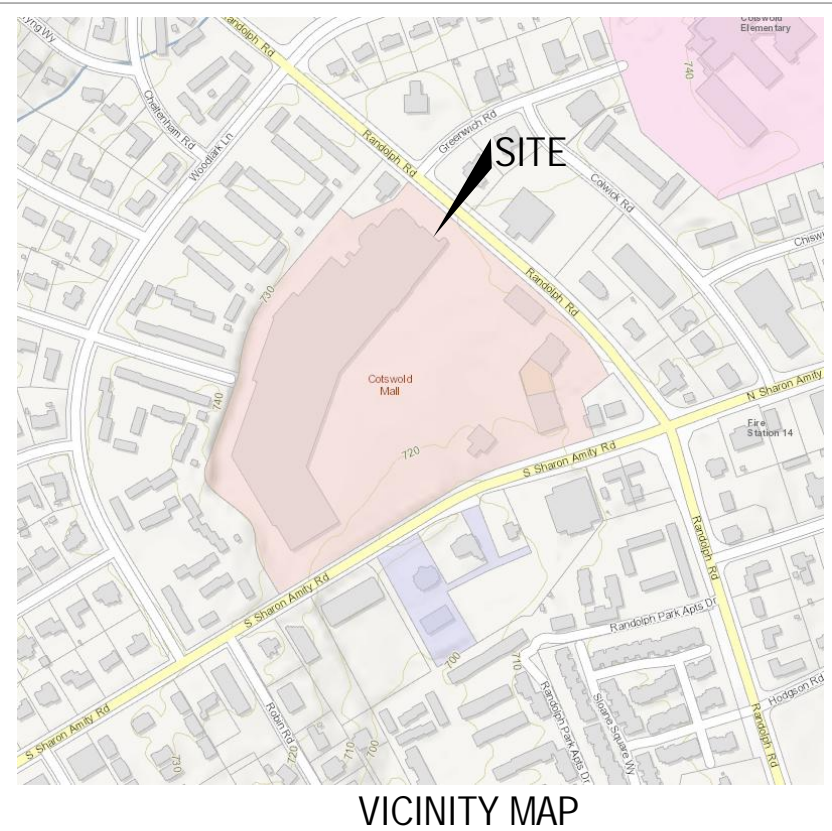 Cotswold
Elementary
Randolph Rd
740
Cheltenham Rd
Woodlark Ln
Randolph Rd
Greenwich Rd
SITE
Colwick Rd
Randolph Rd
730
Cotswold
Mall
740
N Sharon Amity
Fire
Station 14
720
S Sharon Amity Rd
Randolph Rd
S Sharon Amity Rd
Randolph Park Apts Dr
700
710
Hodgson Rd
Robin Rd
Randolph Park Apts Dr
Sloane Square Wy
Randolph Rd
S Sharon Amity Rd
730
720
710
700
VICINITY MAP